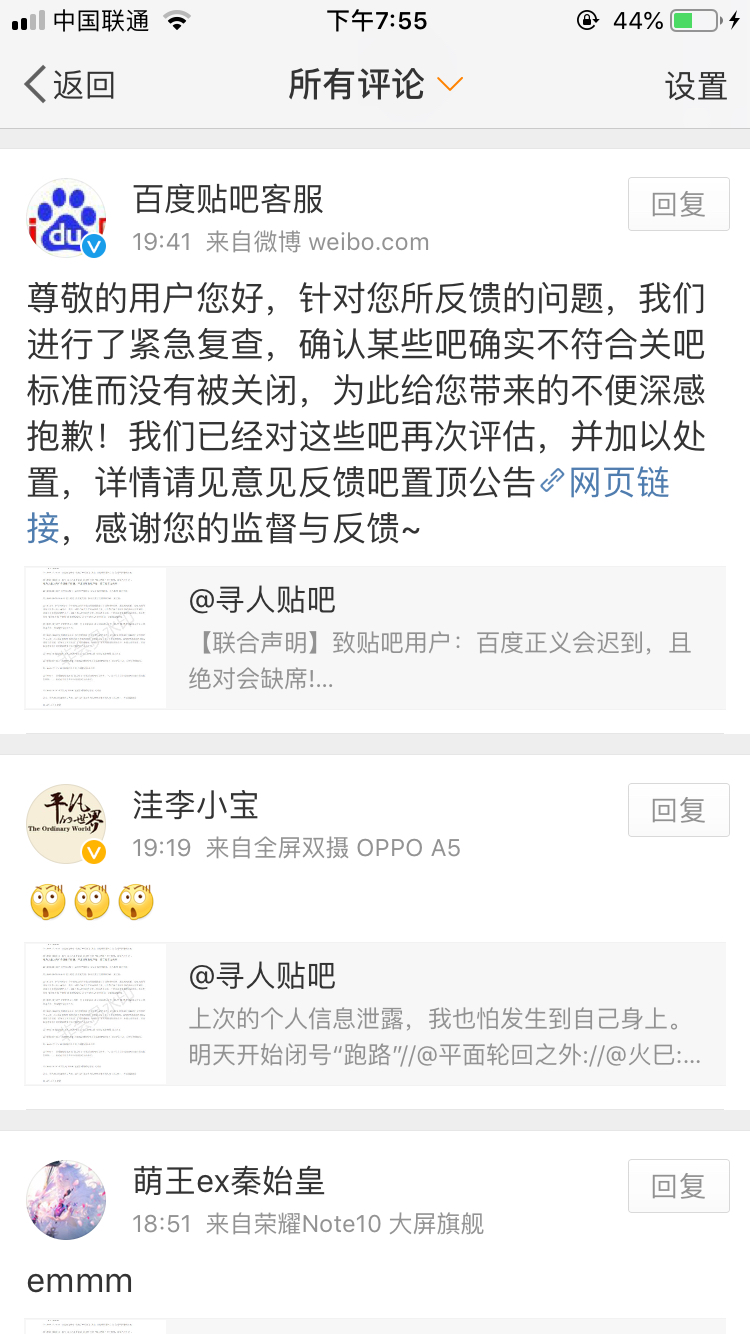 中国联通
下午7:55
44%
返回
所有评论
设置
百度贴吧客服
回复
19:41 来自微博 weibo.com
尊敬的用户您好，针对您所反馈的问题，我们
进行了紧急复查，确认某些吧确实不符合关吧
标准而没有被关闭，为此给您带来的不便深感
抱歉！我们已经对这些吧再次评估，并加以处
置，详情请见意见反馈吧置顶公告网页链
接，感谢您的监督与反馈~
@寻人贴吧
【联合声明】致贴吧用户：百度正义会迟到，且
绝对会缺席!...
洼李小宝
回复
19:19 来自全屏双摄 OPPO A5
平凡的世界
The Ordinary World
@寻人贴吧
上次的个人信息泄露，我也怕发生到自己身上。
明天开始闭号“跑路”//@平面轮回之外://@火巳:...
萌王ex秦始皇
回复
18:51 来自荣耀Note10 大屏旗舰
emmm